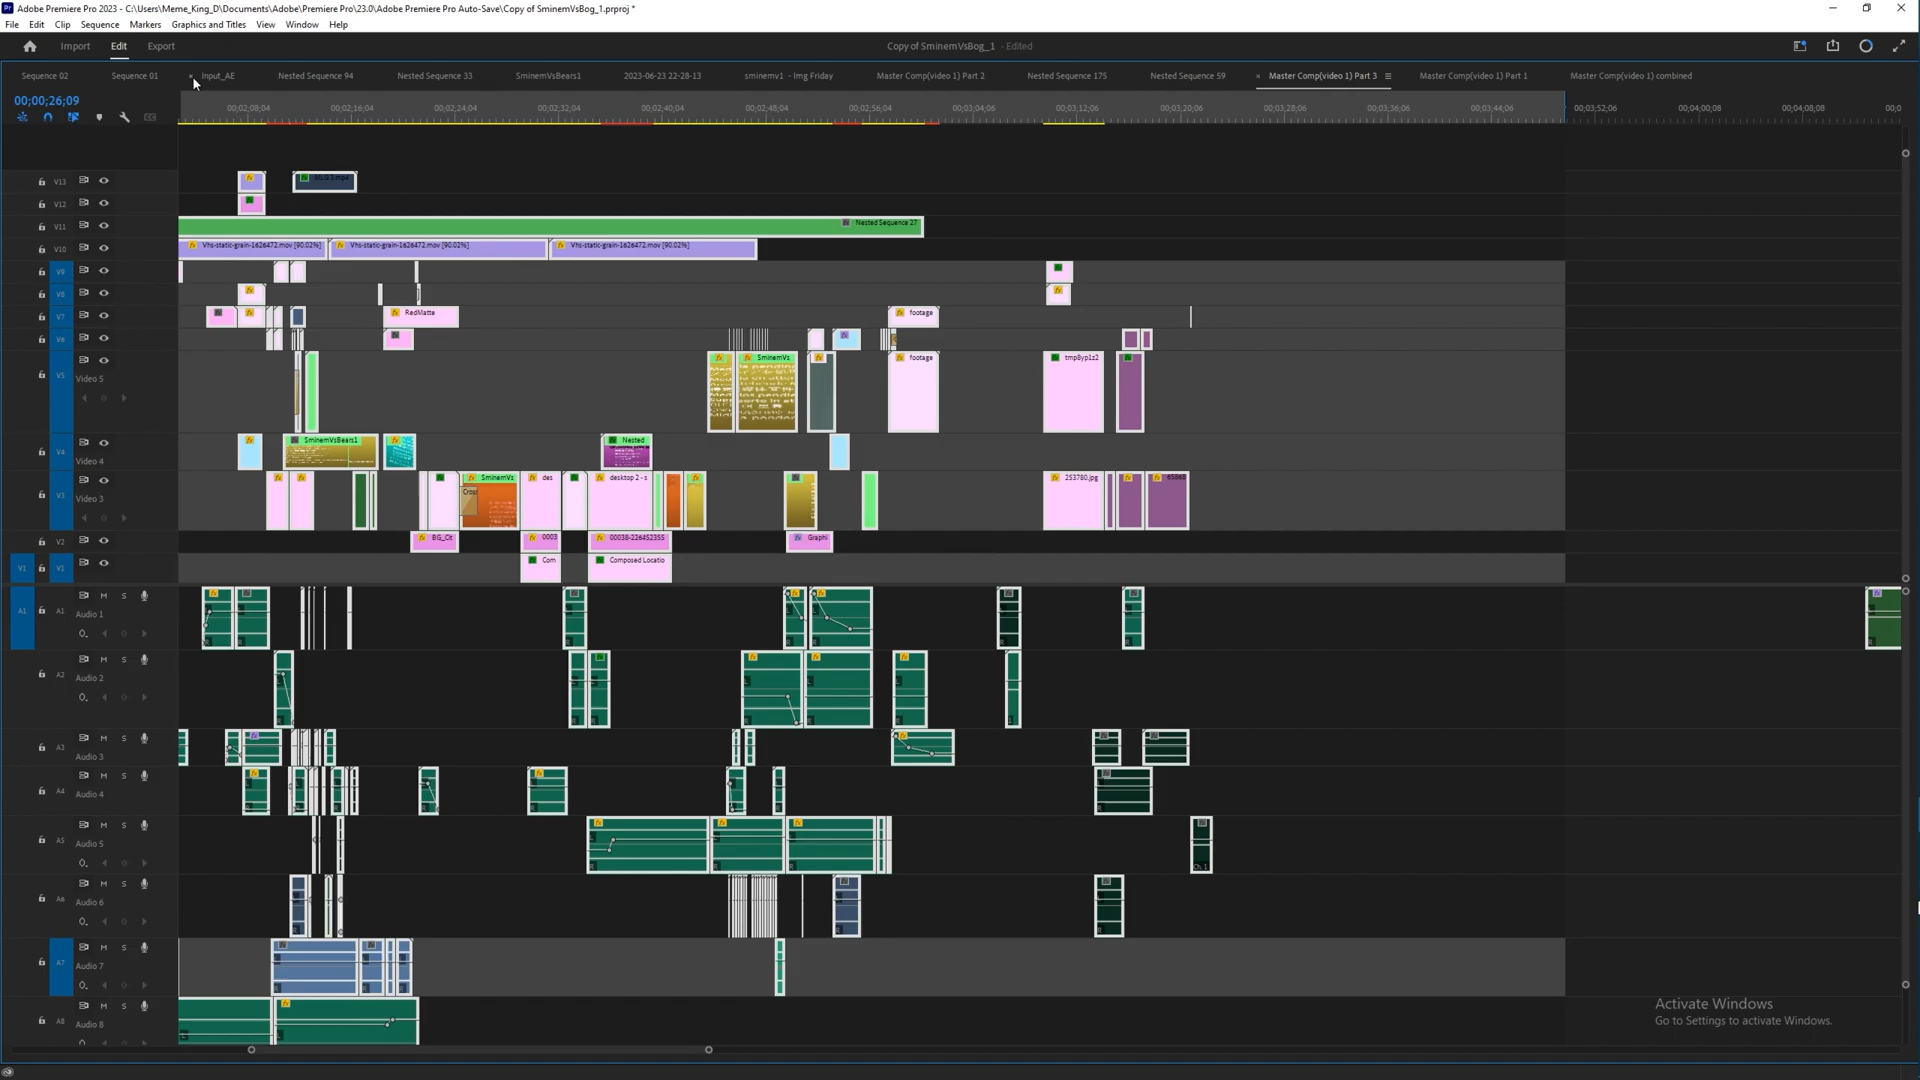 Adobe Premiere Pro 2023 - C:\Users\Meme_King_D\Documents\Adobe\Premiere Pro\23.0\Adobe Premiere Pro Auto-Save\Copy of SminemVsBog_1.prproj *
File Edit Clip Sequence Markers Graphics and Titles View Window Help
Import Edit Export
Copy of SminemVsBog_1 - Edited
Sequence 02 Sequence 01 × Input_AE Nested Sequence 94 Nested Sequence 33 SminemVsBears1 2023-06-23 22-28-13 sminemv1 - Img Friday Master Comp(video 1) Part 2 Nested Sequence 175 Nested Sequence 59 × Master Comp(video 1) Part 3 Master Comp(video 1) Part 1 Master Comp(video 1) combined
00;00;26;09
00;02;08;04 00;02;16;04 00;02;24;04 00;02;32;04 00;02;40;04 00;02;48;04 00;02;56;04 00;03;04;06 00;03;12;06 00;03;20;06 00;03;28;06 00;03;36;06 00;03;44;06 00;03;52;06 00;04;00;08 00;04;08;08 00;0
V13
V12
V11 Nested Sequence 27
V10 Vhs-static-grain-1626472.mov [90.02%] Vhs-static-grain-1626472.mov [90.02%] Vhs-static-grain-1626472.mov [90.02%]
V9
V8
V7 RedMatte footage
V6
V5 Video 5 SminemVs footage tmp8yp1z2
V4 Video 4 SminemVsBears1 Nested
V3 Video 3 SminemVs Cros des desktop 2 - s 253780.jpg
V2 BG_Cit 0003 00038-226452355 Graphi
V1 V1 Com Composed Locatio
A1 A1 M S
Audio 1
A2 M S
Audio 2
A3 M S
Audio 3
A4 M S
Audio 4
A5 M S
Audio 5
Ch 1
A6 M S
Audio 6
A7 M S
Audio 7
A8 M S
Audio 8
Activate Windows
Go to Settings to activate Windows.